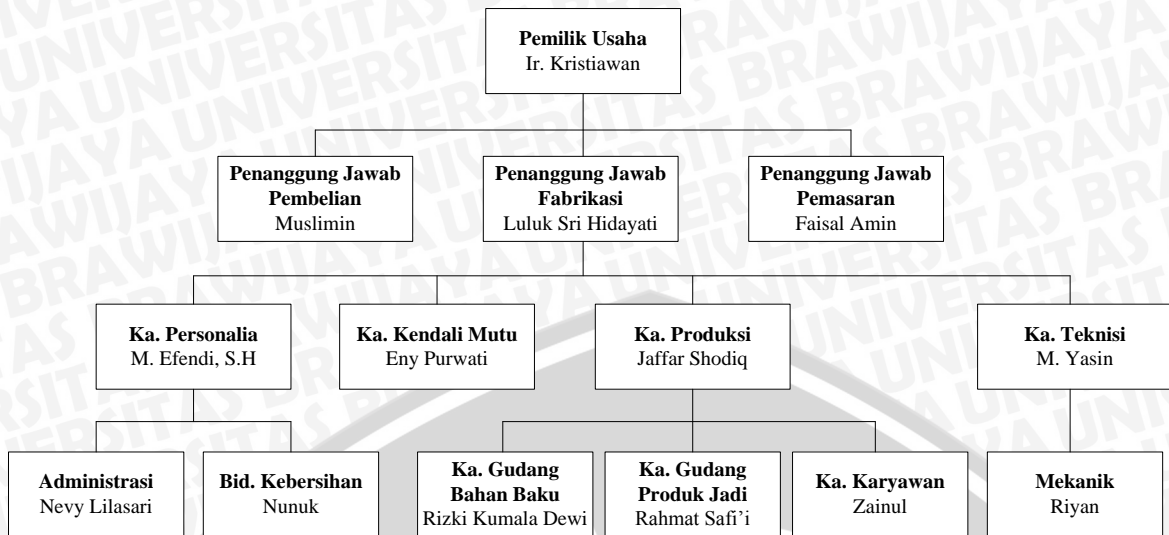 Pemilik Usaha
Ir. Kristiawan
Penanggung Jawab
Pembelian
Muslimin
Penanggung Jawab
Fabrikasi
Luluk Sri Hidayati
Penanggung Jawab
Pemasaran
Faisal Amin
Ka. Personalia
M. Efendi, S.H
Ka. Kendali Mutu
Eny Purwati
Ka. Produksi
Jaffar Shodiq
Ka. Teknisi
M. Yasin
Administrasi
Nevy Lilasari
Bid. Kebersihan
Nunuk
Ka. Gudang
Bahan Baku
Rizki Kumala Dewi
Ka. Gudang
Produk Jadi
Rahmat Safi’i
Ka. Karyawan
Zainul
Mekanik
Riyan
UNIVERSITAS BRAWIJAYA